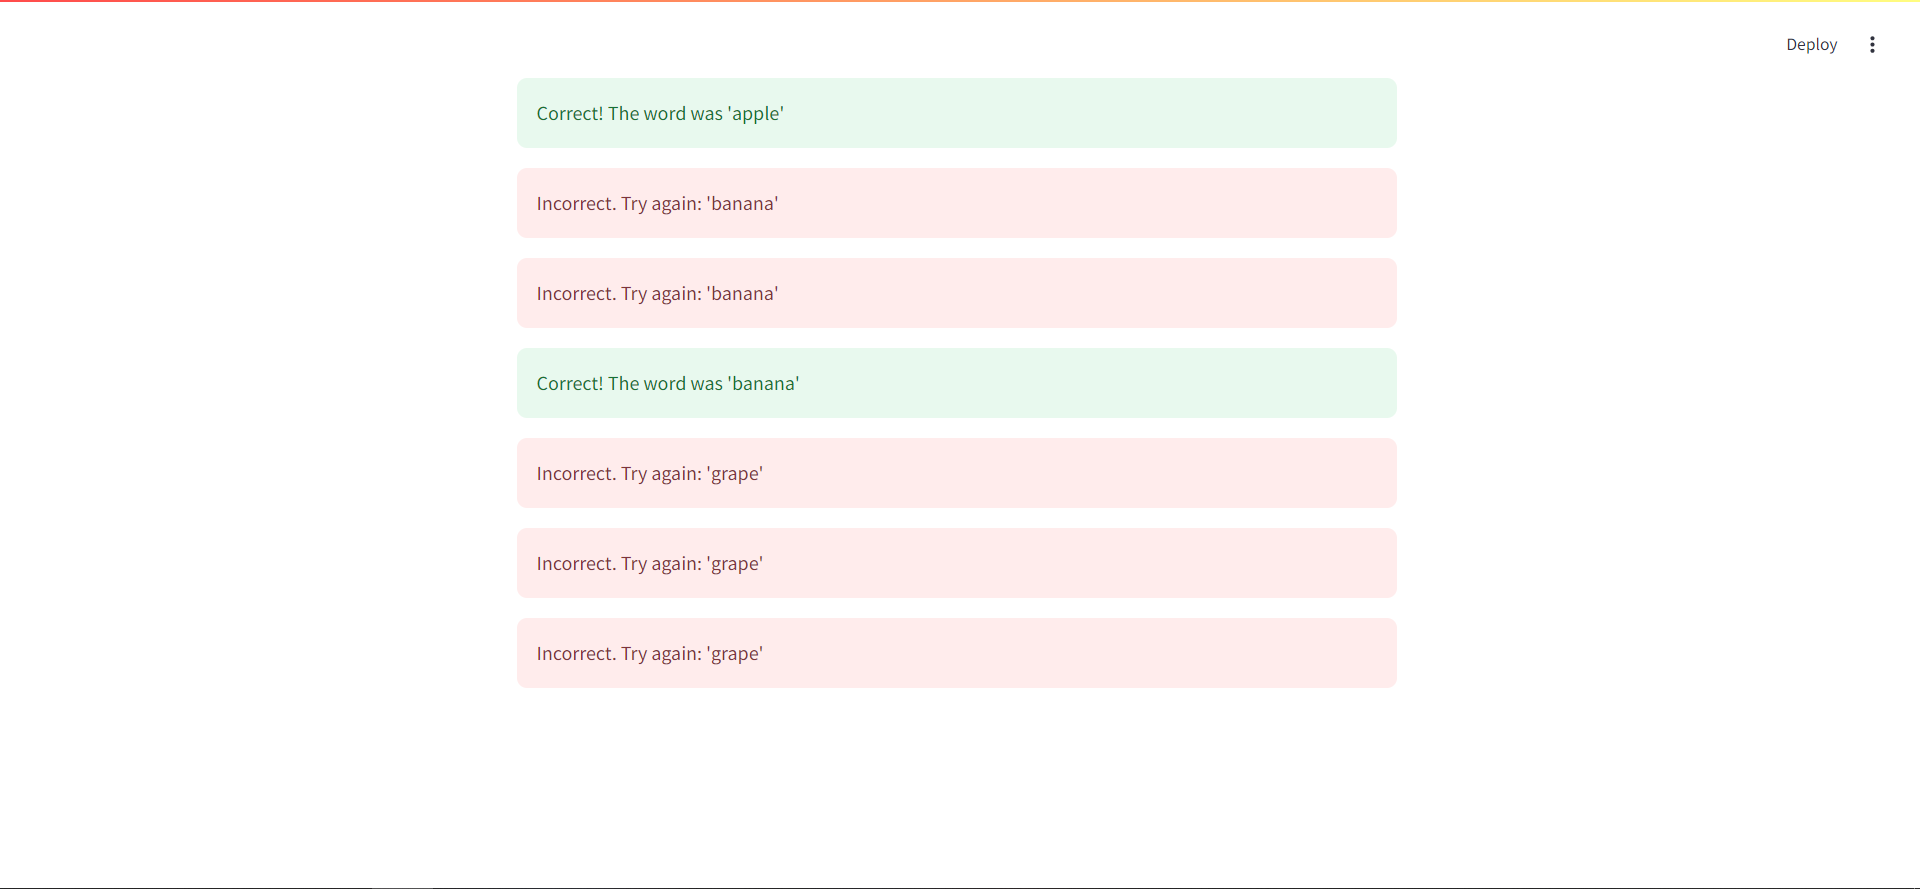 Deploy
Correct! The word was 'apple'
Incorrect. Try again: 'banana'
Incorrect. Try again: 'banana'
Correct! The word was 'banana'
Incorrect. Try again: 'grape'
Incorrect. Try again: 'grape'
Incorrect. Try again: 'grape'